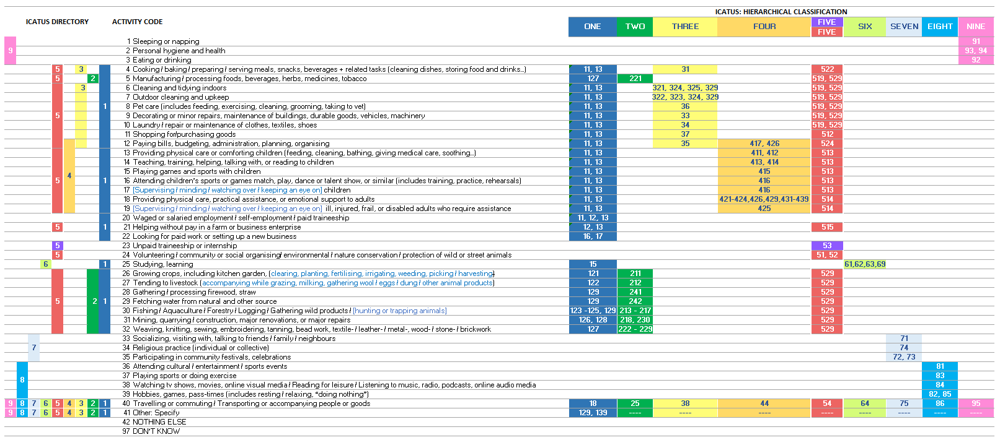 ICATUS: HIERARCHICAL CLASSIFICATION
ICATUS DIRECTORY ACTIVITY CODE ONE TWO THREE FOUR FIVE FIVE SIX SEVEN EIGHT NINE
9
1 Sleeping or napping 91
2 Personal hygiene and health 93, 94
3 Eating or drinking 92
5 3 4 Cooking / baking / preparing / serving meals, snacks, beverages + related tasks (cleaning dishes, storing food and drinks...) 11, 13 31 522
5 2 5 Manufacturing / processing foods, beverages, herbs, medicines, tobacco 127 221 519, 529
3 6 Cleaning and tidying indoors 11, 13 321, 324, 325, 329 519, 529
7 Outdoor cleaning and upkeep 11, 13 322, 323, 324, 329 519, 529
1 8 Pet care (includes feeding, exercising, cleaning, grooming, taking to vet) 11, 13 36 519, 529
5 9 Decorating or minor repairs, maintenance of buildings, durable goods, vehicles, machinery 11, 13 33 519, 529
10 Laundry / repair or maintenance of clothes, textiles, shoes 11, 13 34 519, 529
11 Shopping for/purchasing goods 11, 13 37 512
12 Paying bills, budgeting, administration, planning, organising 11, 13 35 417, 426 524
13 Providing physical care or comforting children (feeding, cleaning, bathing, giving medical care, soothing...) 11, 13 411, 412 513
14 Teaching, training, helping, talking with, or reading to children 11, 13 413, 414 513
4 15 Playing games and sports with children 11, 13 415 513
5 1 16 Attending children's sports or games match, play, dance or talent show, or similar (includes training, practice, rehearsals) 11, 13 416 513
17 [Supervising / minding / watching over / keeping an eye on] children 11, 13 416 513
18 Providing physical care, practical assistance, or emotional support to adults 11, 13 421-424,426,429,431-439 514
19 [Supervising / minding / watching over / keeping an eye on] ill, injured, frail, or disabled adults who require assistance 11, 13 425 514
20 Waged or salaried employment / self-employment / paid traineeship 11, 12, 13
5 1 21 Helping without pay in a farm or business enterprise 12, 13 515
22 Looking for paid work or setting up a new business 16, 17
5 23 Unpaid traineeship or internship 53
5 24 Volunteering / community or social organising/ environmental / nature conservation / protection of wild or street animals 51, 52
6 1 25 Studying, learning 15 61,62,63,69
26 Growing crops, including kitchen garden, (clearing, planting, fertilising, irrigating, weeding, picking / harvesting) 121 211 529
27 Tending to livestock (accompanying while grazing, milking, gathering wool / eggs / dung / other animal products) 122 212 529
28 Gathering / processing firewood, straw 129 241 529
5 2 1 29 Fetching water from natural and other source 129 242 529
30 Fishing / Aquaculture / Forestry / Logging / Gathering wild products / [hunting or trapping animals] 123 -125, 129 213 - 217 529
31 Mining, quarrying / construction, major renovations, or major repairs 126, 128 218, 230 529
32 Weaving, knitting, sewing, embroidering, tanning, bead work, textile- / leather- / metal-, wood- / stone- / brickwork 127 222 - 229 529
33 Socializing, visiting with, talking to friends / family / neighbours 71
7 34 Religious practice (individual or collective) 74
35 Participating in community festivals, celebrations 72, 73
36 Attending cultural / entertainment / sports events 81
8 37 Playing sports or doing exercise 83
38 Watching tv shows, movies, online visual media / Reading for leisure / Listening to music, radio, podcasts, online audio media 84
39 Hobbies, games, pass-times (includes resting / relaxing, "doing nothing") 82, 85
9 8 7 6 5 4 3 2 1 40 Travelling or commuting / Transporting or accompanying people or goods 18 25 38 44 54 64 75 86 95
9 8 7 6 5 4 3 2 1 41 Other: Specify 129, 139 ---- ---- ---- ---- ---- ---- ---- ----
42 NOTHING ELSE
97 DON'T KNOW